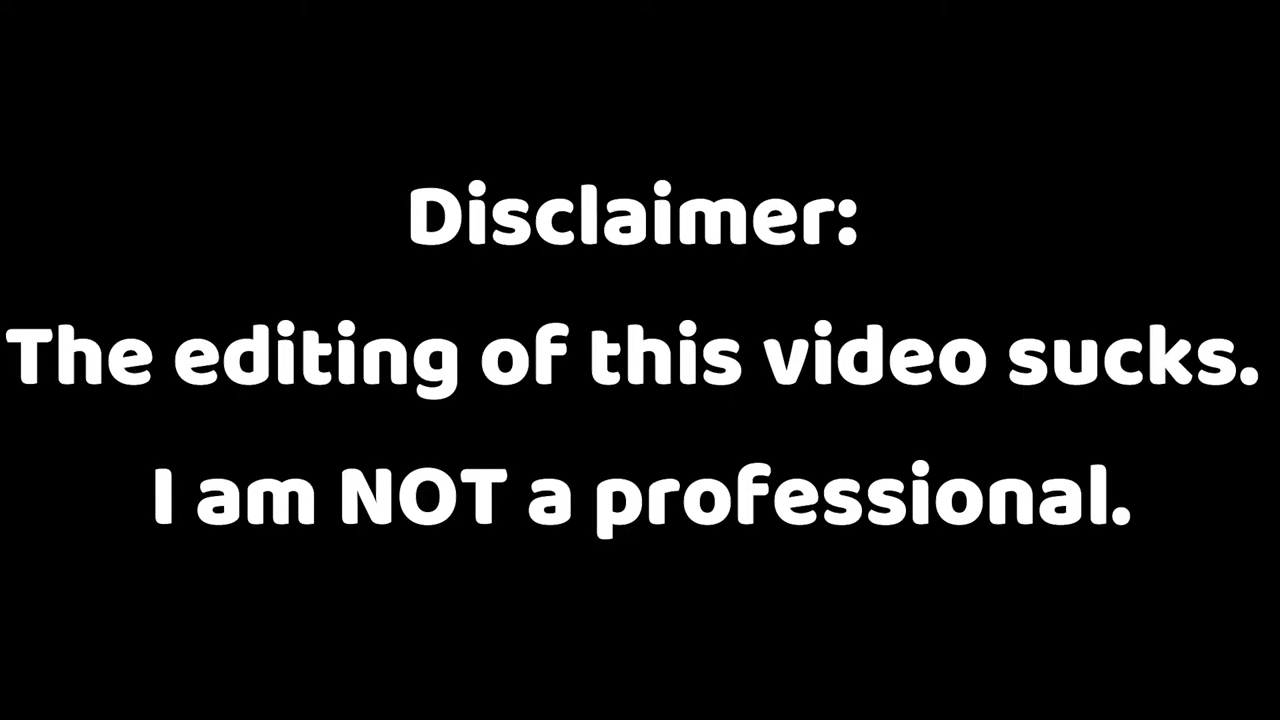 Disclaimer:
The editing of this video sucks.
I am NOT a professional.